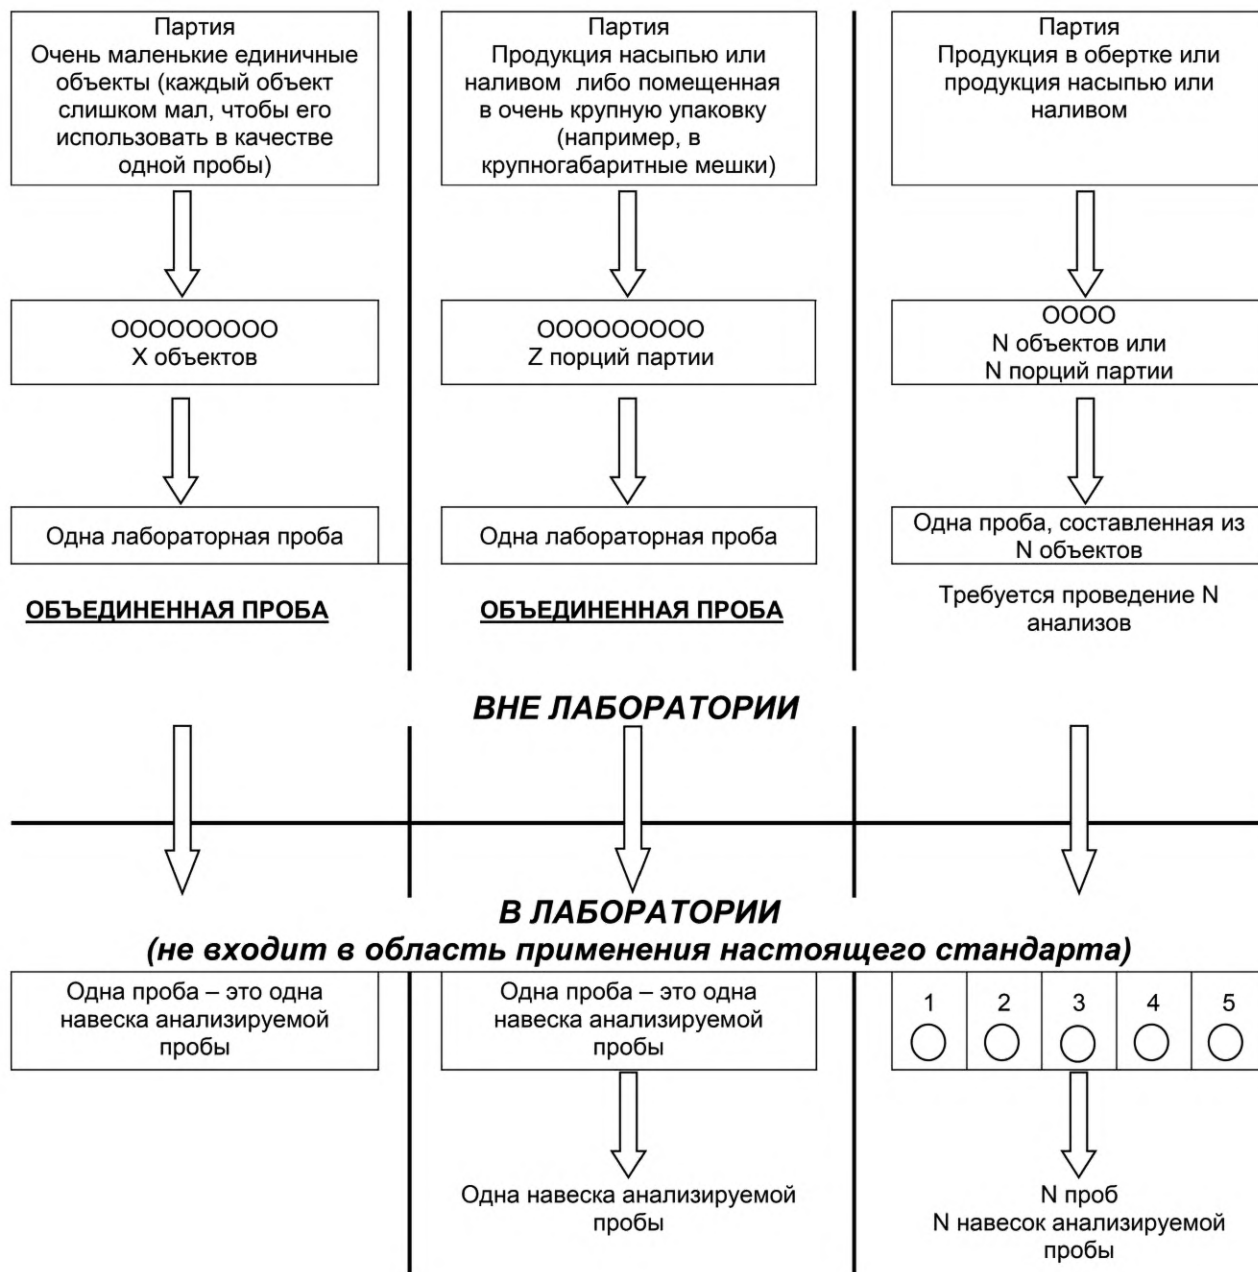 Партия
Очень маленькие единичные
объекты (каждый объект
слишком мал, чтобы его
использовать в качестве
одной пробы)
Партия
Продукция насыпью или
наливом либо помещенная
в очень крупную упаковку
(например, в
крупногабаритные мешки)
Партия
Продукция в обертке или
продукция насыпью или
наливом
ООООООООО
X объектов
ООООООООО
Z порций партии
ОООО
N объектов или
N порций партии
Одна лабораторная проба
Одна лабораторная проба
Одна проба, составленная из
N объектов
ОБЪЕДИНЕННАЯ ПРОБА
ОБЪЕДИНЕННАЯ ПРОБА
Требуется проведение N
анализов
ВНЕ ЛАБОРАТОРИИ
В ЛАБОРАТОРИИ
(не входит в область применения настоящего стандарта)
Одна проба – это одна
навеска анализируемой
пробы
Одна проба – это одна
навеска анализируемой
пробы
1 2 3 4 5
Одна навеска анализируемой
пробы
N проб
N навесок анализируемой
пробы